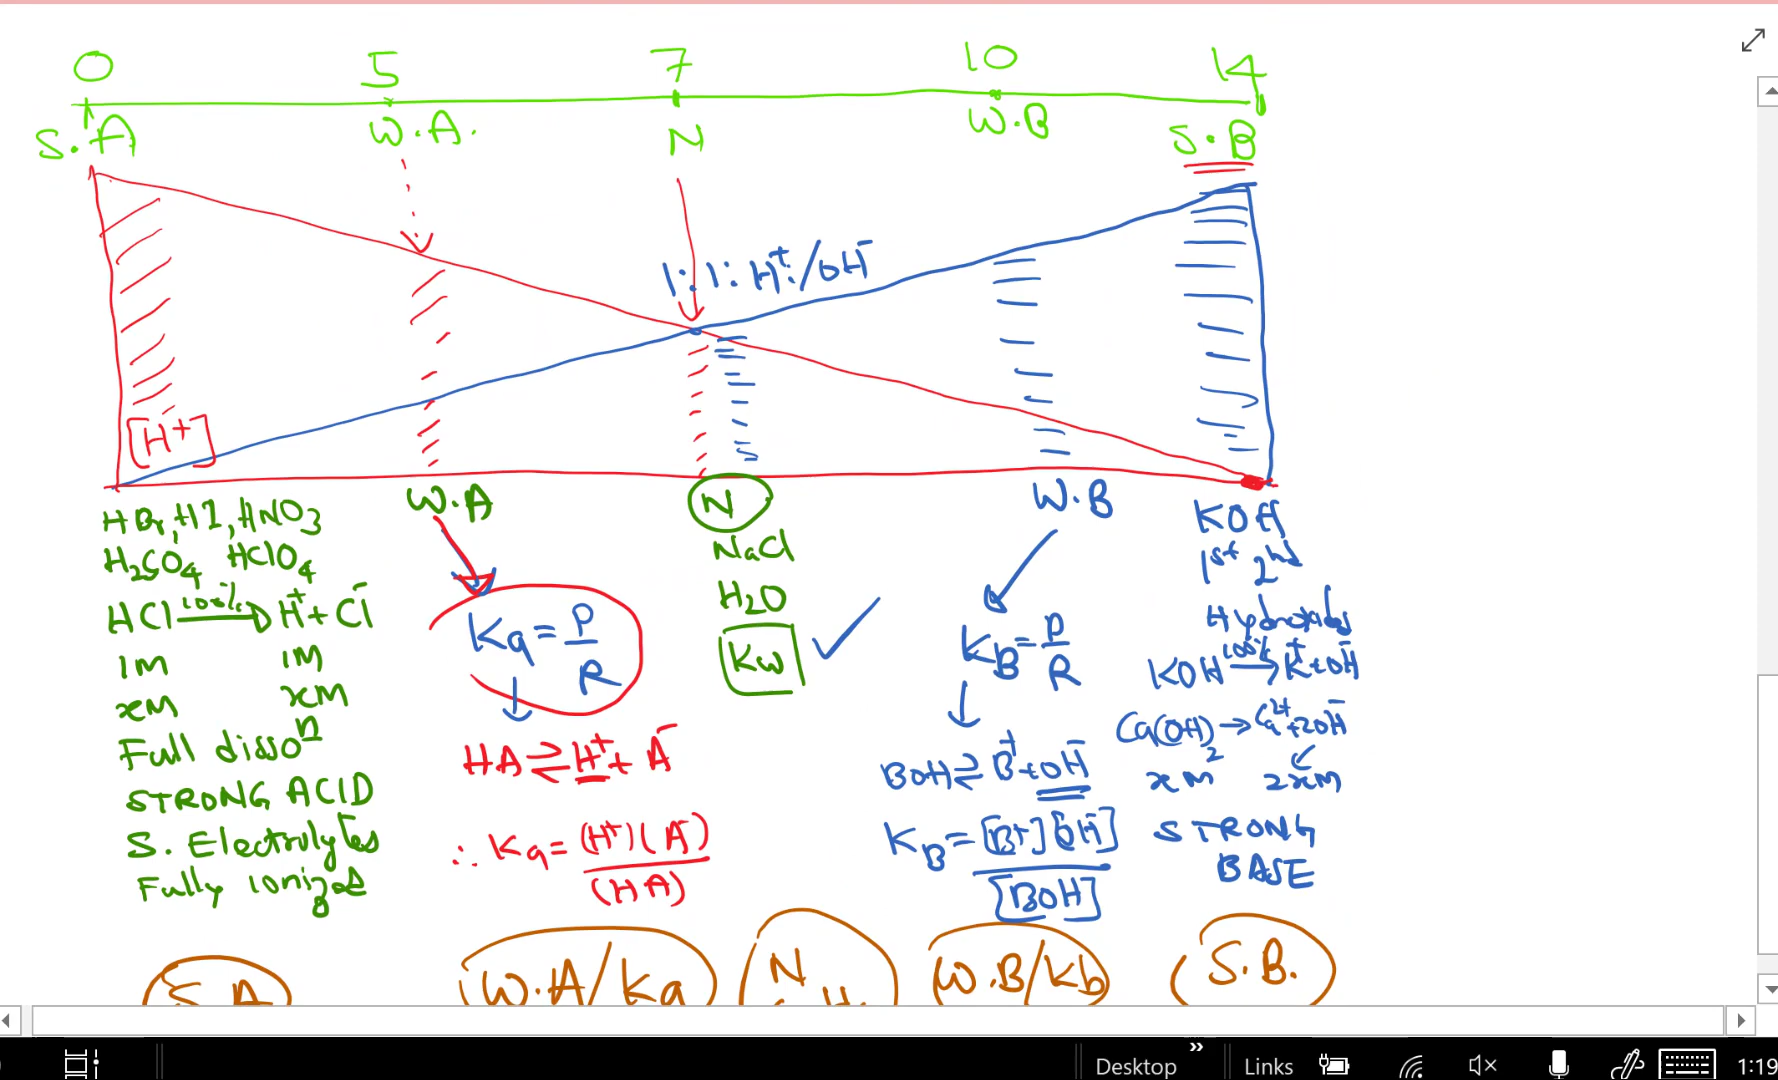 0 5 7 10 14
S.A W.A. N W.B S.B
1:1: H⁺:/OH⁻
[H⁺]
HBr, HI, HNO3
H₂SO₄ HClO₄
HCl 100% → H⁺ + Cl⁻
1M 1M
xM xM
Full dissoⁿ
STRONG ACID
S. Electrolytes
Fully ionized
W.A
Ka = P/R
HA ⇌ H⁺ + A⁻
∴ Ka = (H⁺)(A⁻)/(HA)
N
NaCl
H₂O
Kw
W.B
KB = P/R
BOH ⇌ B⁺ + OH⁻
KB = [B⁺][OH⁻]/[BOH]
KOH
1st 2nd
Hydroxides
KOH 100% → K⁺ + OH⁻
Ca(OH)₂ → Ca²⁺ + 2OH⁻
xM 2xM
STRONG
BASE
S.A W.A/Ka N W.B/Kb S.B.
Desktop Links 1:19